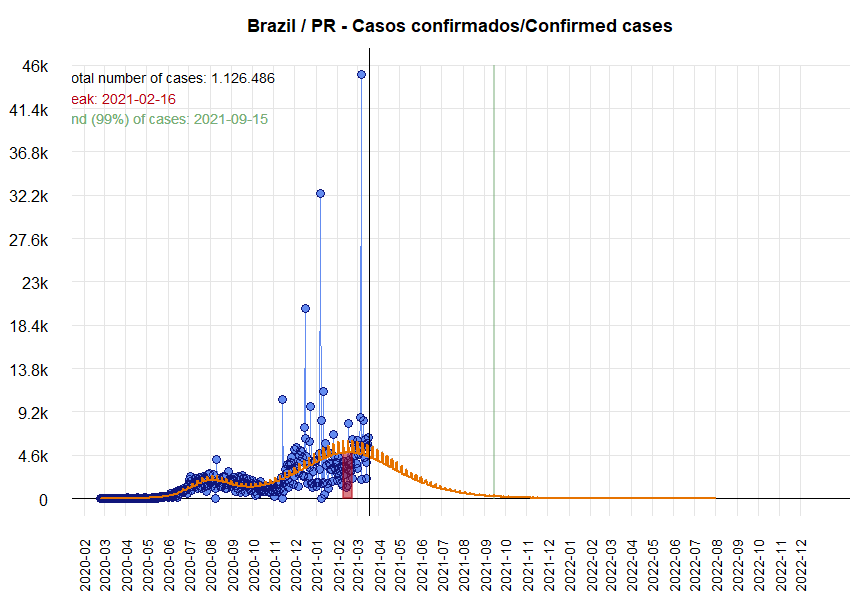 Brazil / PR - Casos confirmados/Confirmed cases
46k
otal number of cases: 1.126.486
eak: 2021-02-16
41.4k
nd (99%) of cases: 2021-09-15
36.8k
32.2k
27.6k
23k
18.4k
13.8k
9.2k
4.6k
0
2020-02
2020-03
2020-04
2020-05
2020-06
2020-07
2020-08
2020-09
2020-10
2020-11
2020-12
2021-01
2021-02
2021-03
2021-04
2021-05
2021-06
2021-07
2021-08
2021-09
2021-10
2021-11
2021-12
2022-01
2022-02
2022-03
2022-04
2022-05
2022-06
2022-07
2022-08
2022-09
2022-10
2022-11
2022-12